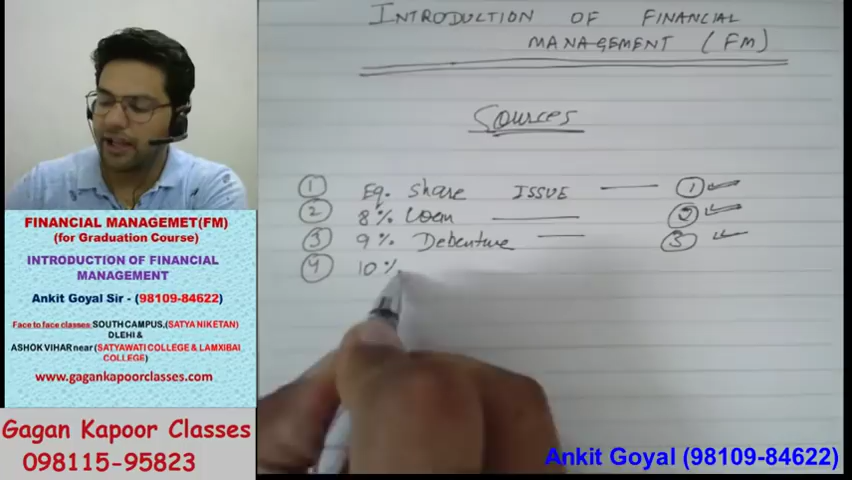 INTRODUCTION OF FINANCIAL
MANAGEMENT (FM)
Sources
1 Eq. Share ISSUE 1
2 8% Loan 2
3 9% Debenture 3
4 10%
FINANCIAL MANAGEMET(FM)
(for Graduation Course)
INTRODUCTION OF FINANCIAL
MANAGEMENT
Ankit Goyal Sir - (98109-84622)
Face to face classes SOUTH CAMPUS,(SATYA NIKETAN)
DLEHI &
ASHOK VIHAR near (SATYAWATI COLLEGE & LAMXIBAI
COLLEGE)
www.gagankapoorclasses.com
Gagan Kapoor Classes
098115-95823
Ankit Goyal (98109-84622)